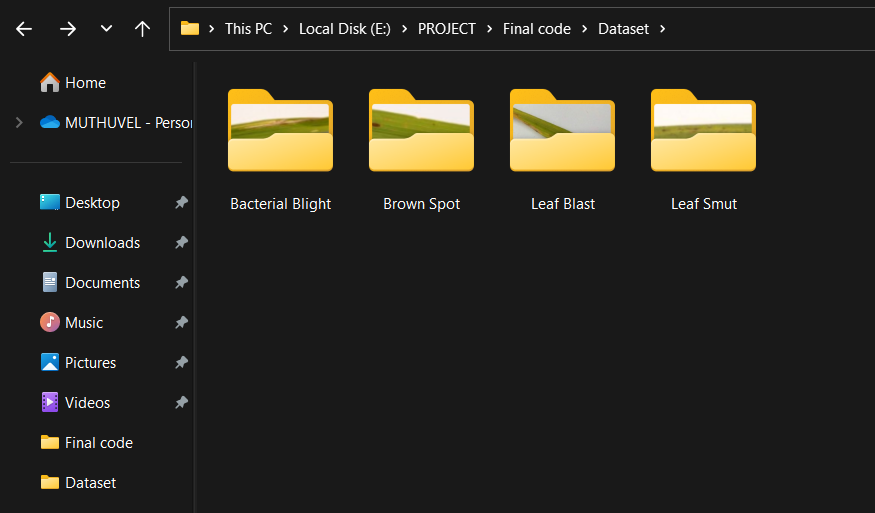 This PC > Local Disk (E:) > PROJECT > Final code > Dataset >
Home
MUTHUVEL - Person
Desktop
Downloads
Documents
Music
Pictures
Videos
Final code
Dataset
Bacterial Blight
Brown Spot
Leaf Blast
Leaf Smut